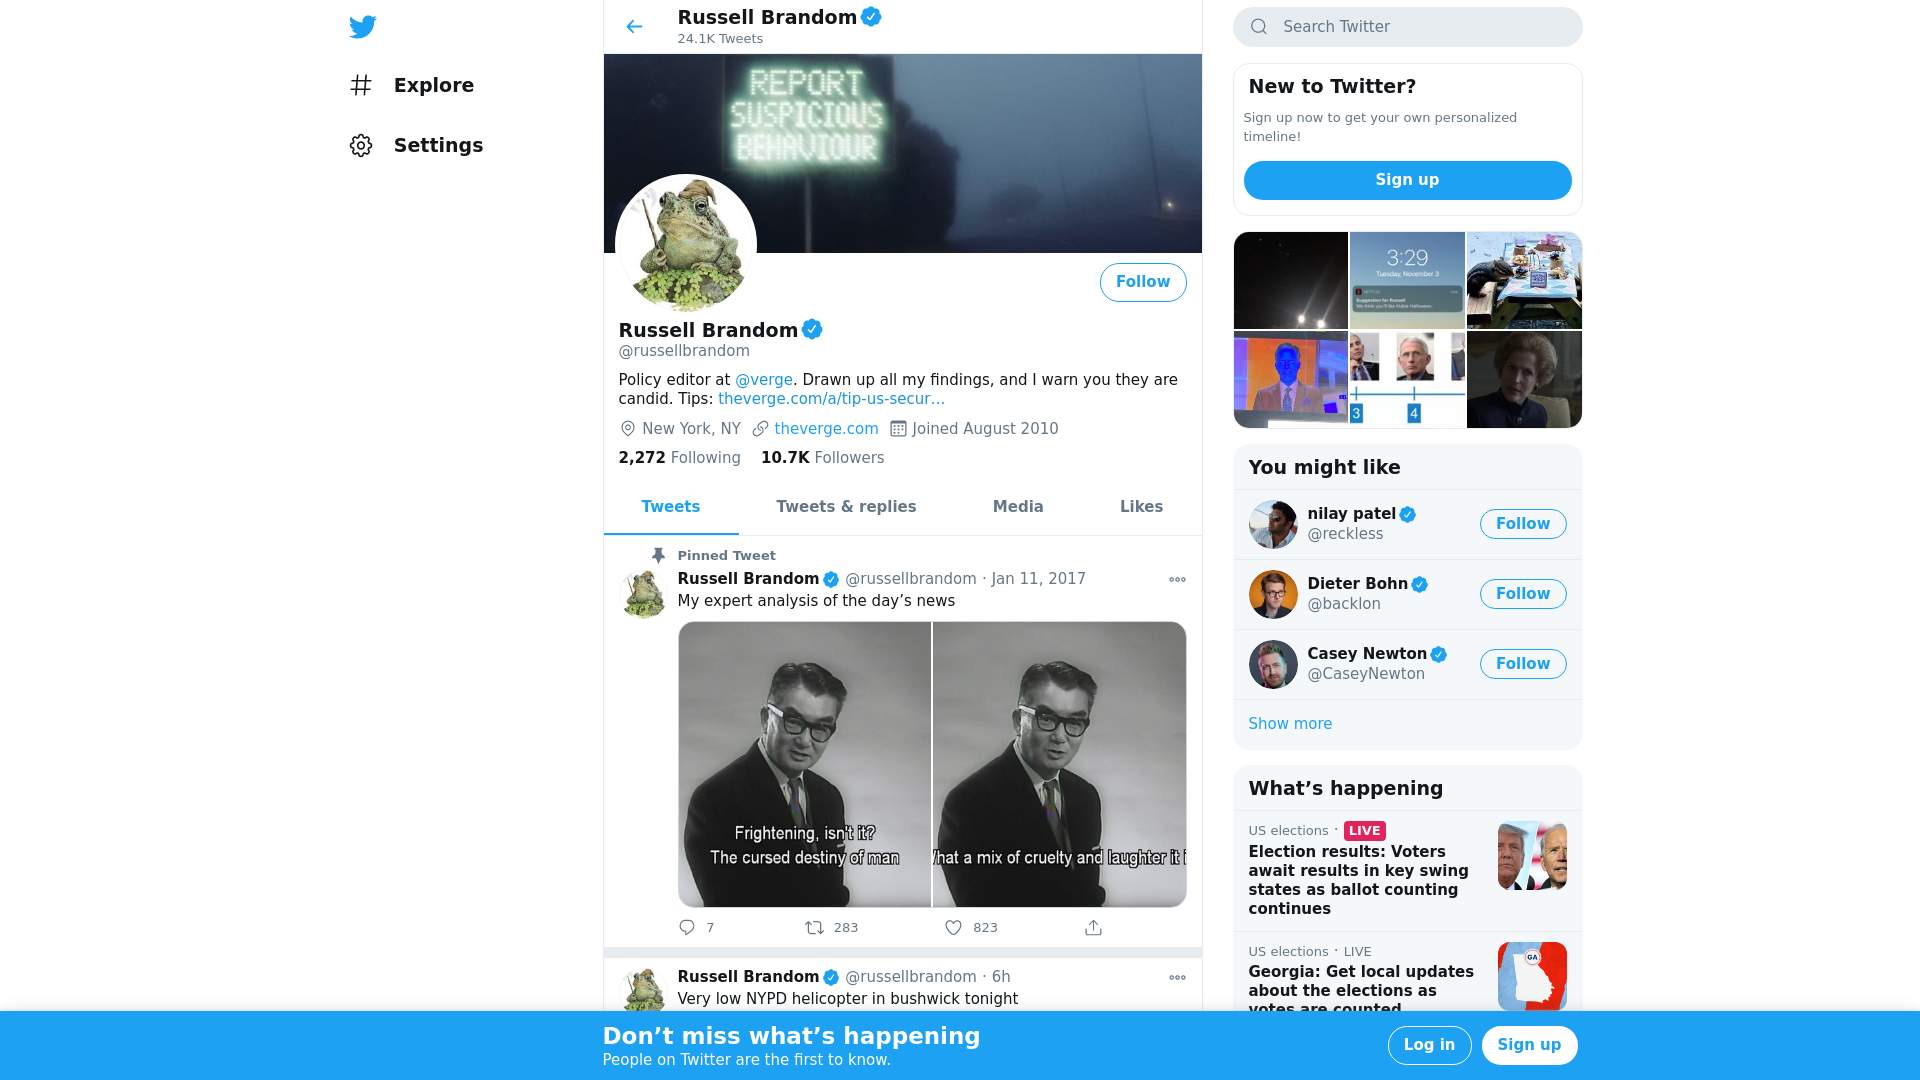 Explore
Settings
Russell Brandom
24.1K Tweets
REPORT
SUSPICIOUS
BEHAVIOUR
Follow
Russell Brandom
@russellbrandom
Policy editor at @verge. Drawn up all my findings, and I warn you they are
candid. Tips: theverge.com/a/tip-us-secur…
New York, NY theverge.com Joined August 2010
2,272 Following 10.7K Followers
Tweets Tweets & replies Media Likes
Pinned Tweet
Russell Brandom @russellbrandom · Jan 11, 2017
My expert analysis of the day’s news
Frightening, isn't it?
The cursed destiny of man
hat a mix of cruelty and laughter it i
7 283 823
Russell Brandom @russellbrandom · 6h
Very low NYPD helicopter in bushwick tonight
Search Twitter
New to Twitter?
Sign up now to get your own personalized
timeline!
Sign up
3:29
Tuesday, November 3
Suggestion for Russell
3 4
You might like
nilay patel
@reckless
Follow
Dieter Bohn
@backlon
Follow
Casey Newton
@CaseyNewton
Follow
Show more
What’s happening
US elections · LIVE
Election results: Voters
await results in key swing
states as ballot counting
continues
US elections · LIVE
Georgia: Get local updates
about the elections as
votes are counted
GA
Don’t miss what’s happening
People on Twitter are the first to know.
Log in
Sign up